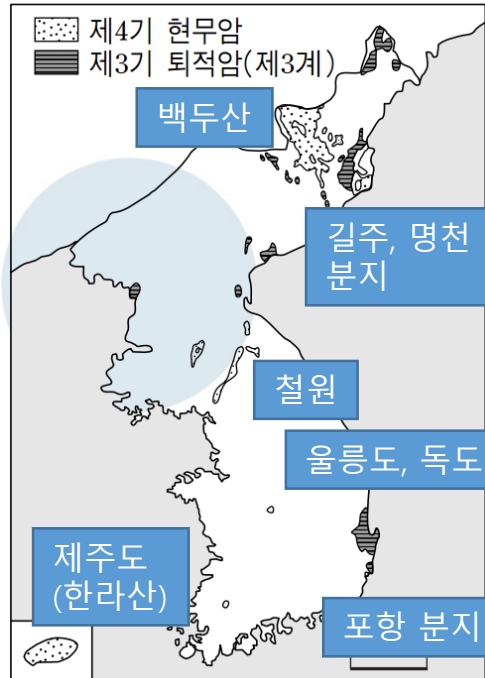 제4기 현무암
제3기 퇴적암(제3계)
백두산
길주, 명천
분지
철원
울릉도, 독도
제주도
(한라산)
포항 분지